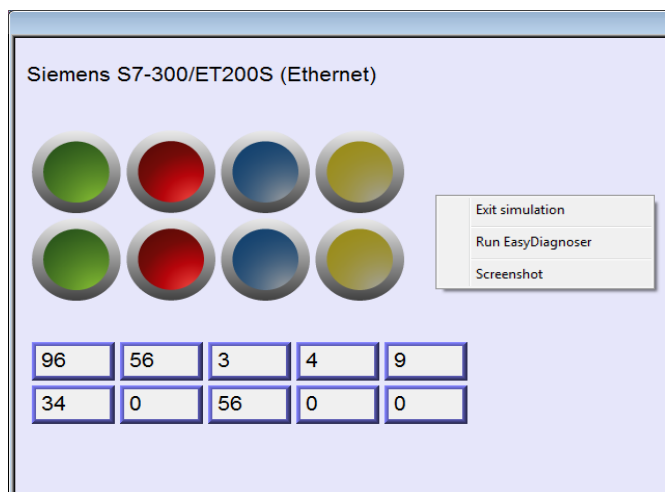 Siemens S7-300/ET200S (Ethernet)
Exit simulation
Run EasyDiagnoser
Screenshot
96 56 3 4 9
34 0 56 0 0